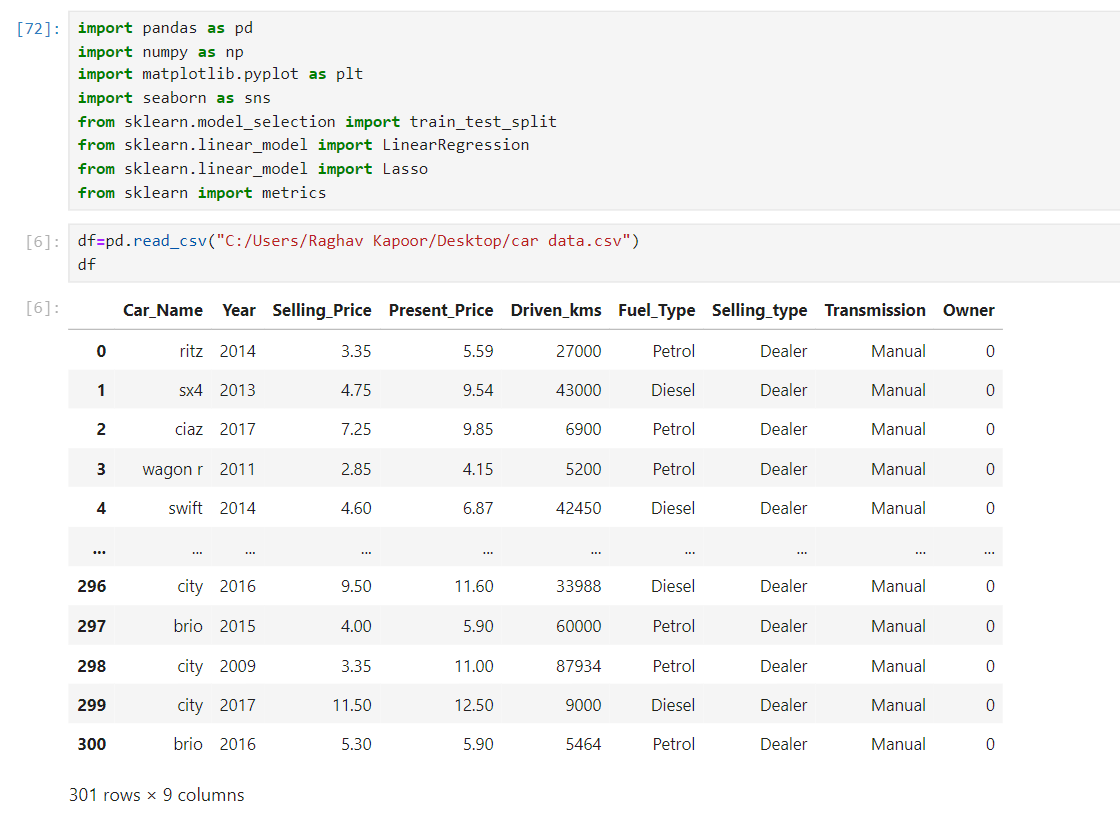 [72]: import pandas as pd
import numpy as np
import matplotlib.pyplot as plt
import seaborn as sns
from sklearn.model_selection import train_test_split
from sklearn.linear_model import LinearRegression
from sklearn.linear_model import Lasso
from sklearn import metrics
[6]: df=pd.read_csv("C:/Users/Raghav Kapoor/Desktop/car data.csv")
df
[6]: Car_Name Year Selling_Price Present_Price Driven_kms Fuel_Type Selling_type Transmission Owner
0 ritz 2014 3.35 5.59 27000 Petrol Dealer Manual 0
1 sx4 2013 4.75 9.54 43000 Diesel Dealer Manual 0
2 ciaz 2017 7.25 9.85 6900 Petrol Dealer Manual 0
3 wagon r 2011 2.85 4.15 5200 Petrol Dealer Manual 0
4 swift 2014 4.60 6.87 42450 Diesel Dealer Manual 0
... ... ... ... ... ... ... ... ... ...
296 city 2016 9.50 11.60 33988 Diesel Dealer Manual 0
297 brio 2015 4.00 5.90 60000 Petrol Dealer Manual 0
298 city 2009 3.35 11.00 87934 Petrol Dealer Manual 0
299 city 2017 11.50 12.50 9000 Diesel Dealer Manual 0
300 brio 2016 5.30 5.90 5464 Petrol Dealer Manual 0
301 rows × 9 columns